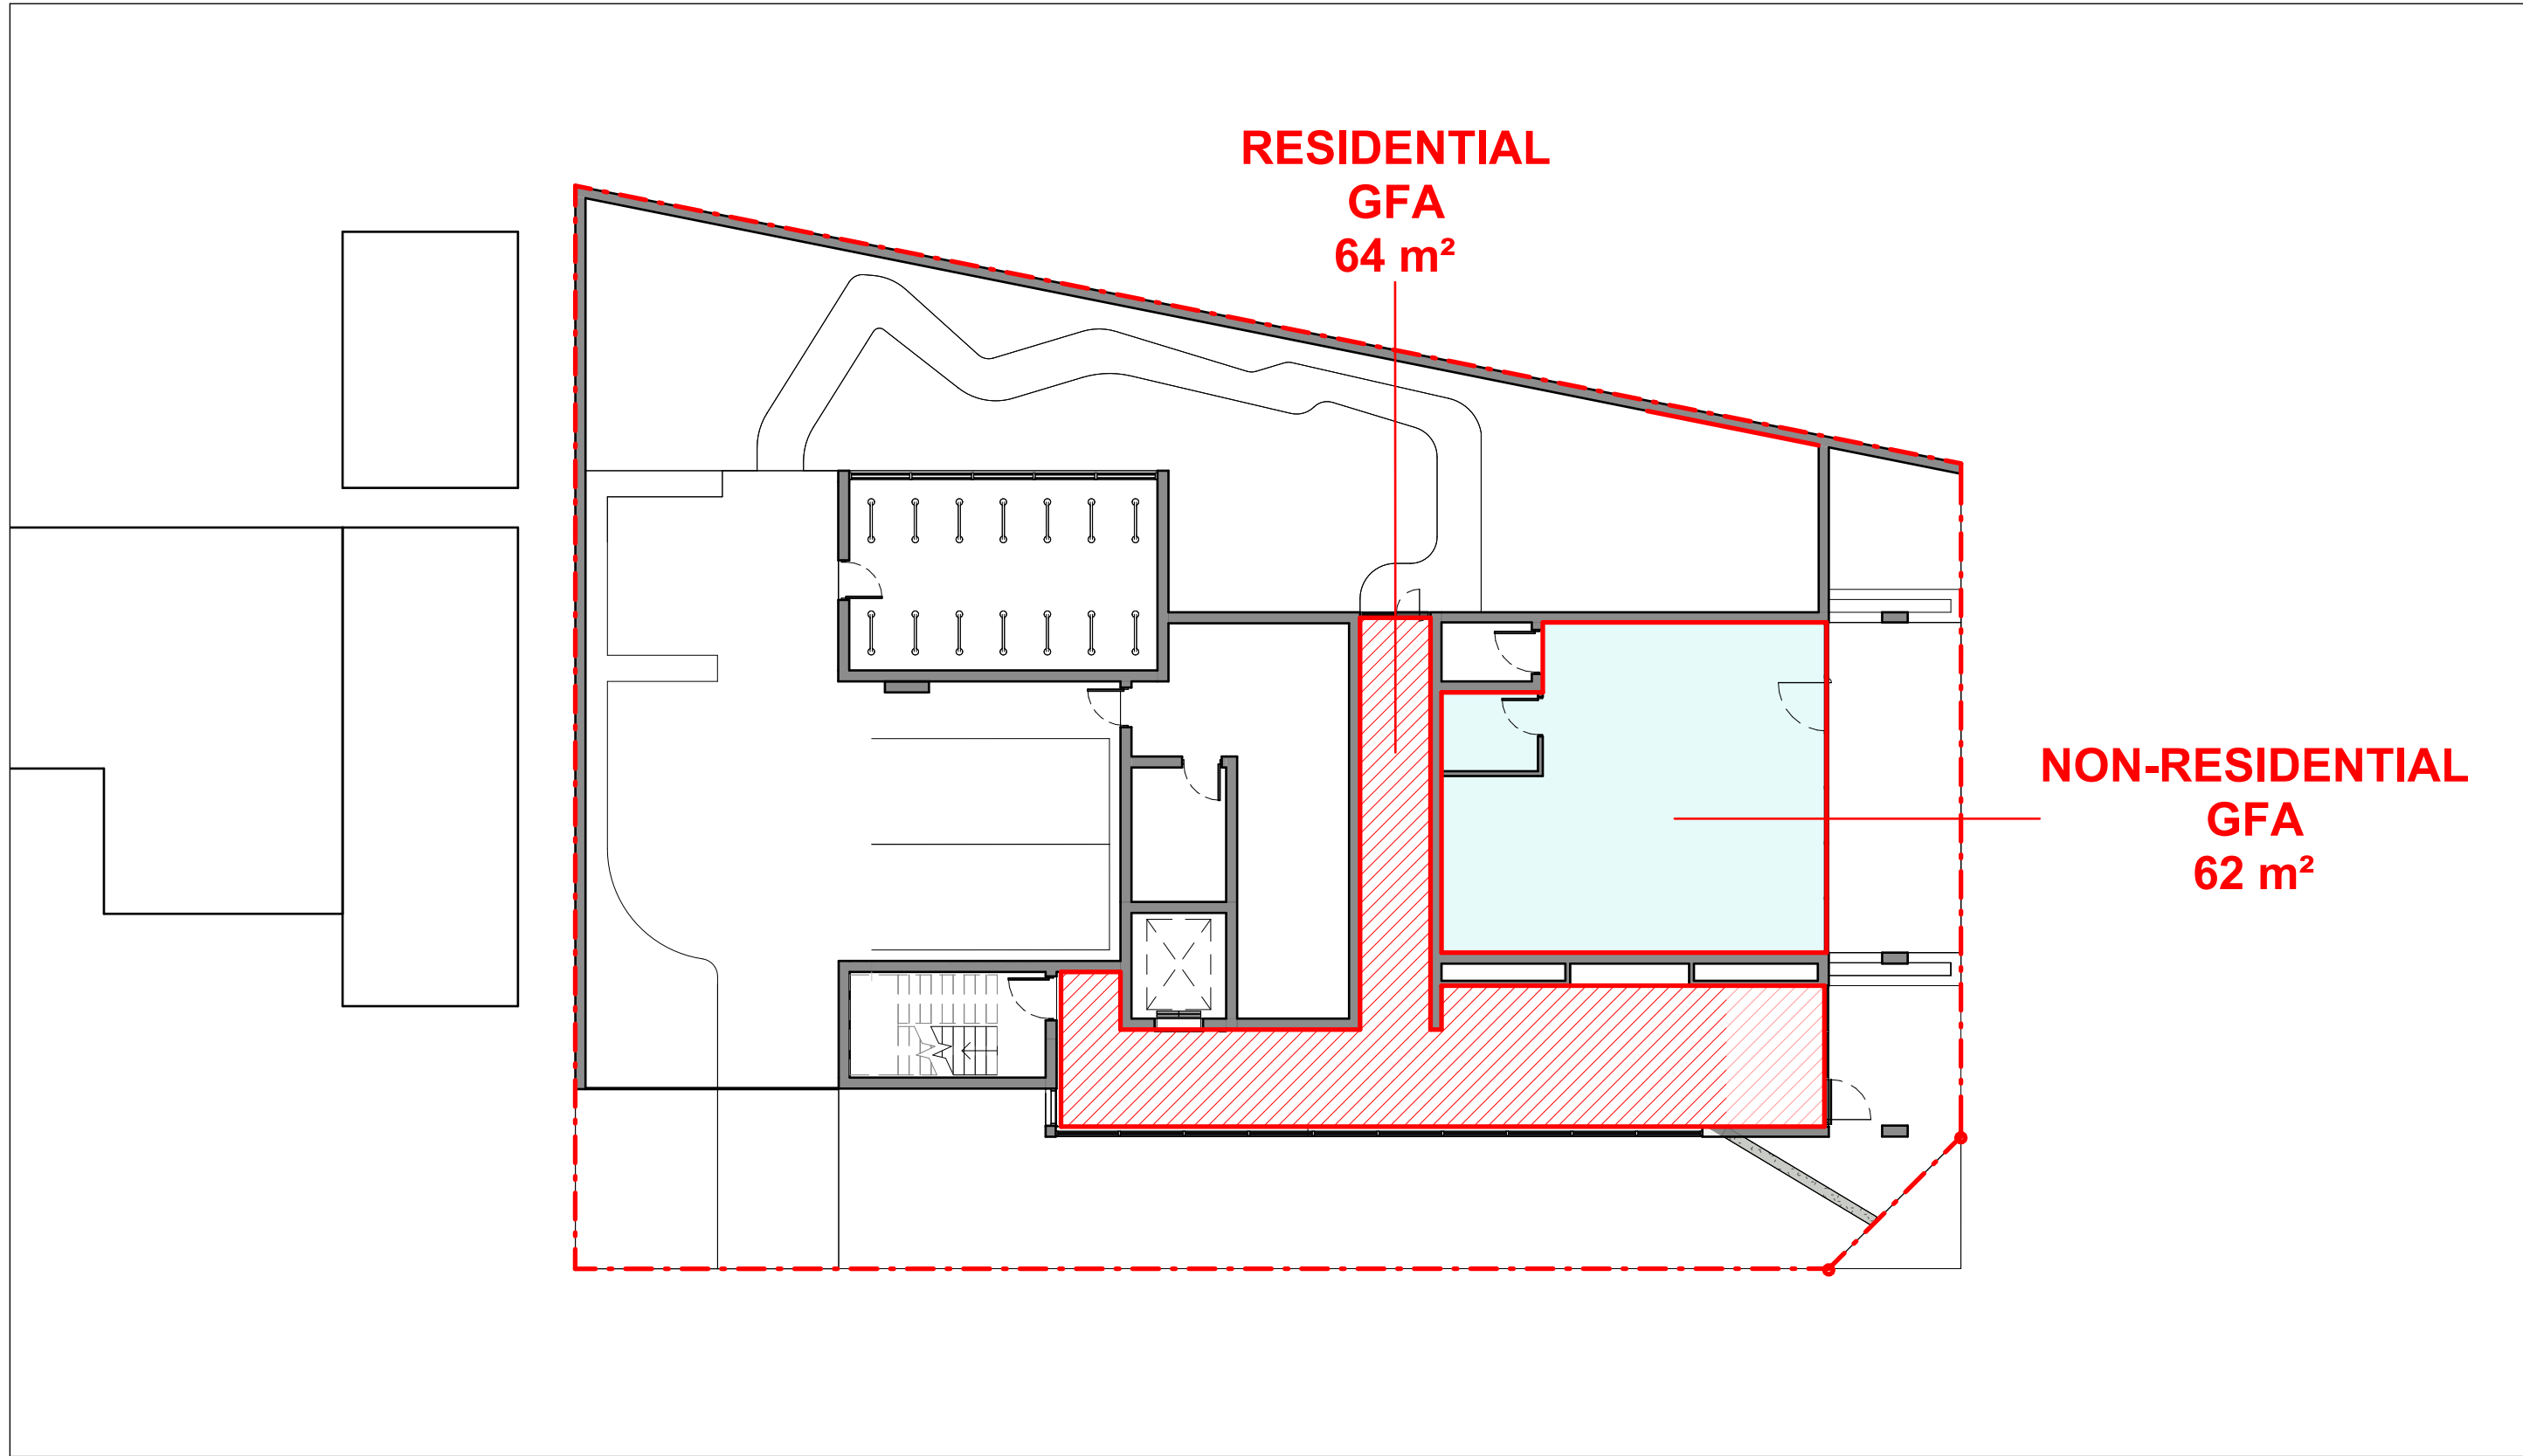 RESIDENTIAL
GFA
64 m²
NON-RESIDENTIAL
GFA
62 m²